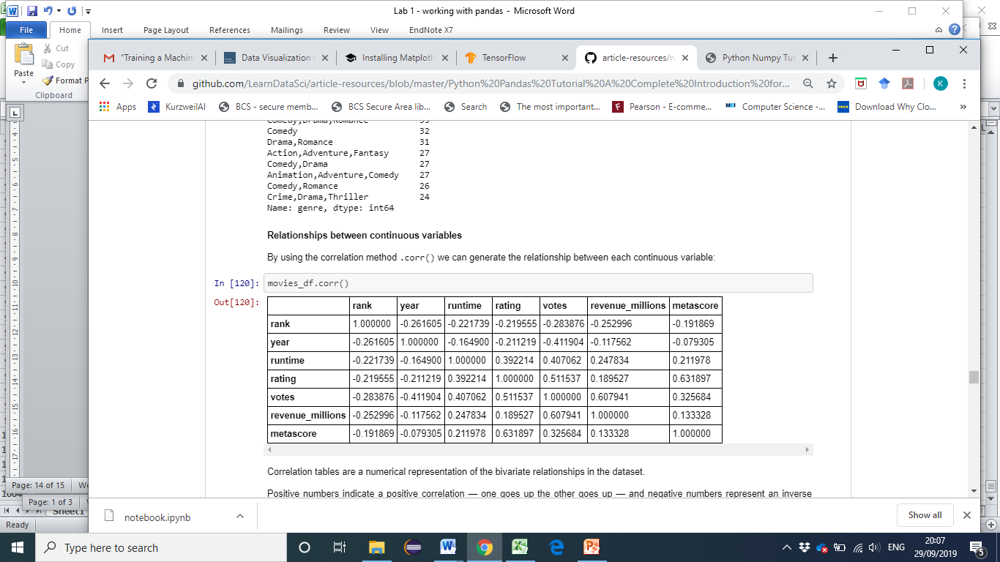 Lab 1 - working with pandas - Microsoft Word
File Home Insert Page Layout References Mailings Review View EndNote X7
Paste
Cut
Copy
Format P
Clipboard
"Training a Machin
Data Visualization
Installing Matplotli
TensorFlow
article-resources/n
Python Numpy Tut
github.com/LearnDataSci/article-resources/blob/master/Python%20Pandas%20Tutorial%20A%20Complete%20Introduction%20for...
K
Apps KurzweilAI BCS - secure memb... BCS Secure Area lib... Search The most important... Pearson - E-comme... Computer Science -... Download Why Clo... »
Comedy,Drama,Romance 35
Comedy 32
Drama,Romance 31
Action,Adventure,Fantasy 27
Comedy,Drama 27
Animation,Adventure,Comedy 27
Comedy,Romance 26
Crime,Drama,Thriller 24
Name: genre, dtype: int64
Relationships between continuous variables
By using the correlation method .corr() we can generate the relationship between each continuous variable:
In [120]: movies_df.corr()
Out[120]:
rank year runtime rating votes revenue_millions metascore
rank 1.000000 -0.261605 -0.221739 -0.219555 -0.283876 -0.252996 -0.191869
year -0.261605 1.000000 -0.164900 -0.211219 -0.411904 -0.117562 -0.079305
runtime -0.221739 -0.164900 1.000000 0.392214 0.407062 0.247834 0.211978
rating -0.219555 -0.211219 0.392214 1.000000 0.511537 0.189527 0.631897
votes -0.283876 -0.411904 0.407062 0.511537 1.000000 0.607941 0.325684
revenue_millions -0.252996 -0.117562 0.247834 0.189527 0.607941 1.000000 0.133328
metascore -0.191869 -0.079305 0.211978 0.631897 0.325684 0.133328 1.000000
Correlation tables are a numerical representation of the bivariate relationships in the dataset.
Positive numbers indicate a positive correlation — one goes up the other goes up — and negative numbers represent an inverse
Page: 14 of 15
Page: 1 of 3
Sheet1
Ready
notebook.ipynb
Show all
Type here to search
ENG
20:07
29/09/2019
5